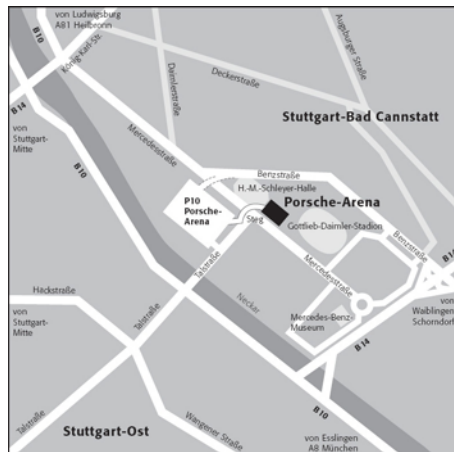 von Ludwigsburg
A81 Heilbronn
B10
König-Karl-Str.
B14
von
Stuttgart-
Mitte
B10
Daimlerstraße
Deckerstraße
Augsburger Straße
Stuttgart-Bad Cannstatt
Mercedesstraße
Benzstraße
H.-M.-Schleyer-Halle
P10
Porsche-
Arena
Steg
Porsche-Arena
Gottlieb-Daimler-Stadion
Benzstraße
Mercedesstraße
Talstraße
B14
von
Waiblingen
Schorndorf
Neckar
Mercedes-Benz-
Museum
B14
Hackstraße
von
Stuttgart-
Mitte
Talstraße
Talstraße
Wangener Straße
Stuttgart-Ost
B10
von Esslingen
A8 München